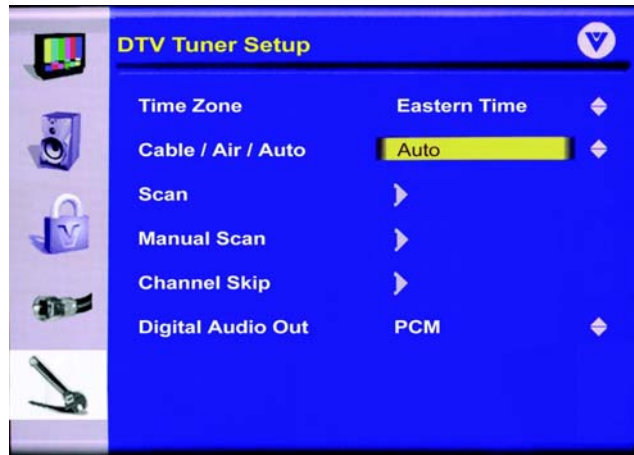 DTV Tuner Setup
V
Time Zone Eastern Time
Cable / Air / Auto Auto
Scan
Manual Scan
Channel Skip
Digital Audio Out PCM
V